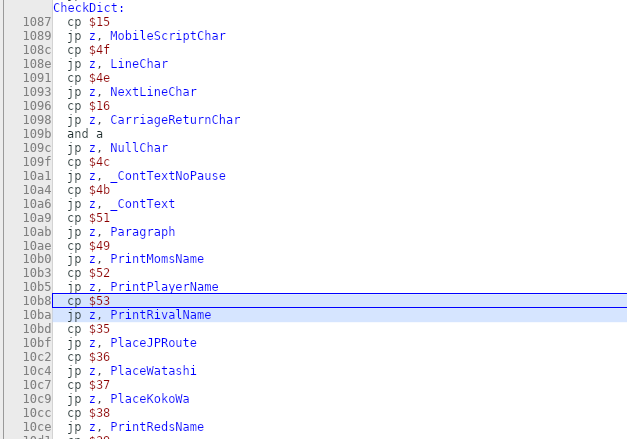 CheckDict:
1087 cp $15
1089 jp z, MobileScriptChar
108c cp $4f
108e jp z, LineChar
1091 cp $4e
1093 jp z, NextLineChar
1096 cp $16
1098 jp z, CarriageReturnChar
109b and a
109c jp z, NullChar
109f cp $4c
10a1 jp z, _ContTextNoPause
10a4 cp $4b
10a6 jp z, _ContText
10a9 cp $51
10ab jp z, Paragraph
10ae cp $49
10b0 jp z, PrintMomsName
10b3 cp $52
10b5 jp z, PrintPlayerName
10b8 cp $53
10ba jp z, PrintRivalName
10bd cp $35
10bf jp z, PlaceJPRoute
10c2 cp $36
10c4 jp z, PlaceWatashi
10c7 cp $37
10c9 jp z, PlaceKokoWa
10cc cp $38
10ce jp z, PrintRedsName